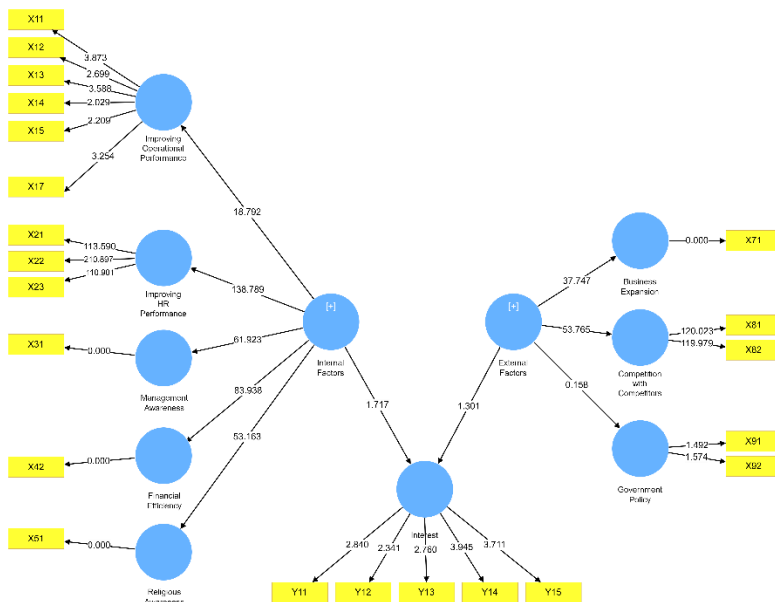 X11
X12
X13
X14
X15
X17
3.873
2.699
3.588
2.029
2.209
3.254
Improving
Operational
Performance
18.792
X21
X22
X23
113.590
210.897
Improving
HR
Performance
138.789
X31
0.000
Management
Awareness
61.923
[+]
Internal
Factors
83.938
53.163
X42
0.000
Financial
Efficiency
X51
0.000
Religious
Awareness
1.717
[+]
External
Factors
1.301
37.747
53.765
0.158
Business
Expansion
0.000
X71
Competition
with
Competitors
120.023
119.979
X81
X82
Government
Policy
1.492
1.574
X91
X92
Interest
2.840
2.341
2.780
3.945
3.711
Y11
Y12
Y13
Y14
Y15